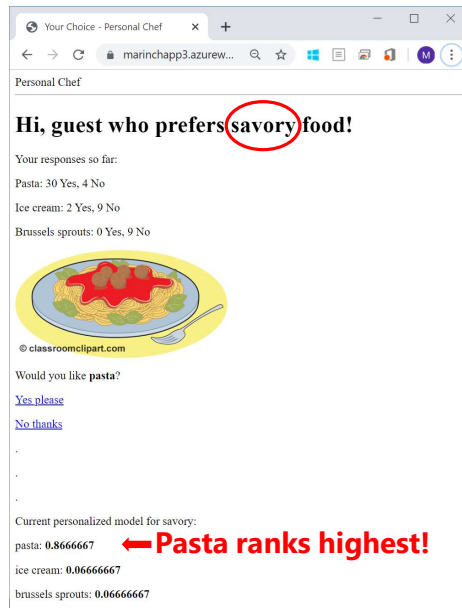 Your Choice - Personal Chef
marinchapp3.azurew...
M
Personal Chef
Hi, guest who prefers savory food!
Your responses so far:
Pasta: 30 Yes, 4 No
Ice cream: 2 Yes, 9 No
Brussels sprouts: 0 Yes, 9 No
© classroomclipart.com
Would you like pasta?
Yes please
No thanks
.
.
.
Current personalized model for savory:
pasta: 0.8666667
Pasta ranks highest!
ice cream: 0.06666667
brussels sprouts: 0.06666667